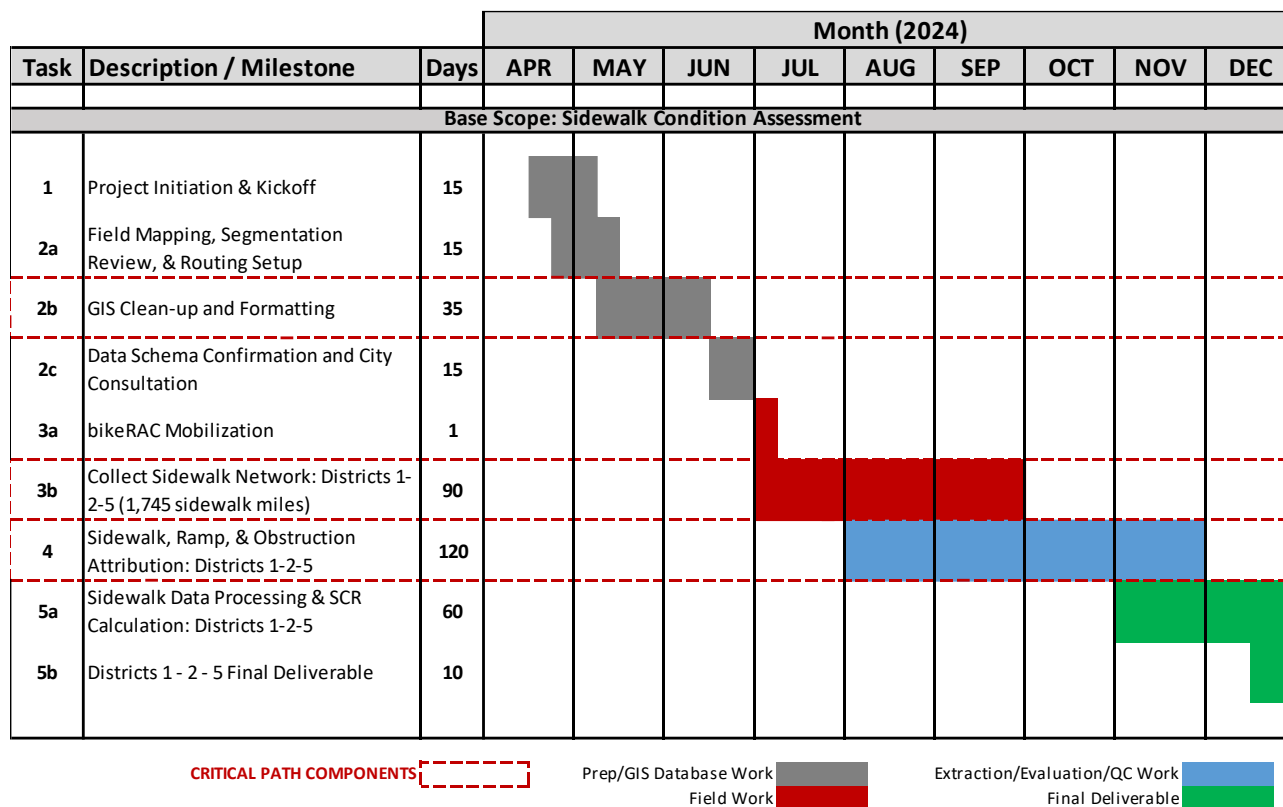 Month (2024)
Task Description / Milestone Days APR MAY JUN JUL AUG SEP OCT NOV DEC
Base Scope: Sidewalk Condition Assessment
1 Project Initiation & Kickoff 15
Field Mapping, Segmentation
2a 15
Review, & Routing Setup
2b GIS Clean-up and Formatting 35
Data Schema Confirmation and City
2c 15
Consultation
3a bikeRAC Mobilization 1
Collect Sidewalk Network: Districts 1-
3b 90
2-5 (1,745 sidewalk miles)
Sidewalk, Ramp, & Obstruction
4 120
Attribution: Districts 1-2-5
Sidewalk Data Processing & SCR
5a 60
Calculation: Districts 1-2-5
5b Districts 1 - 2 - 5 Final Deliverable 10
CRITICAL PATH COMPONENTS Prep/GIS Database Work Extraction/Evaluation/QC Work
Field Work Final Deliverable